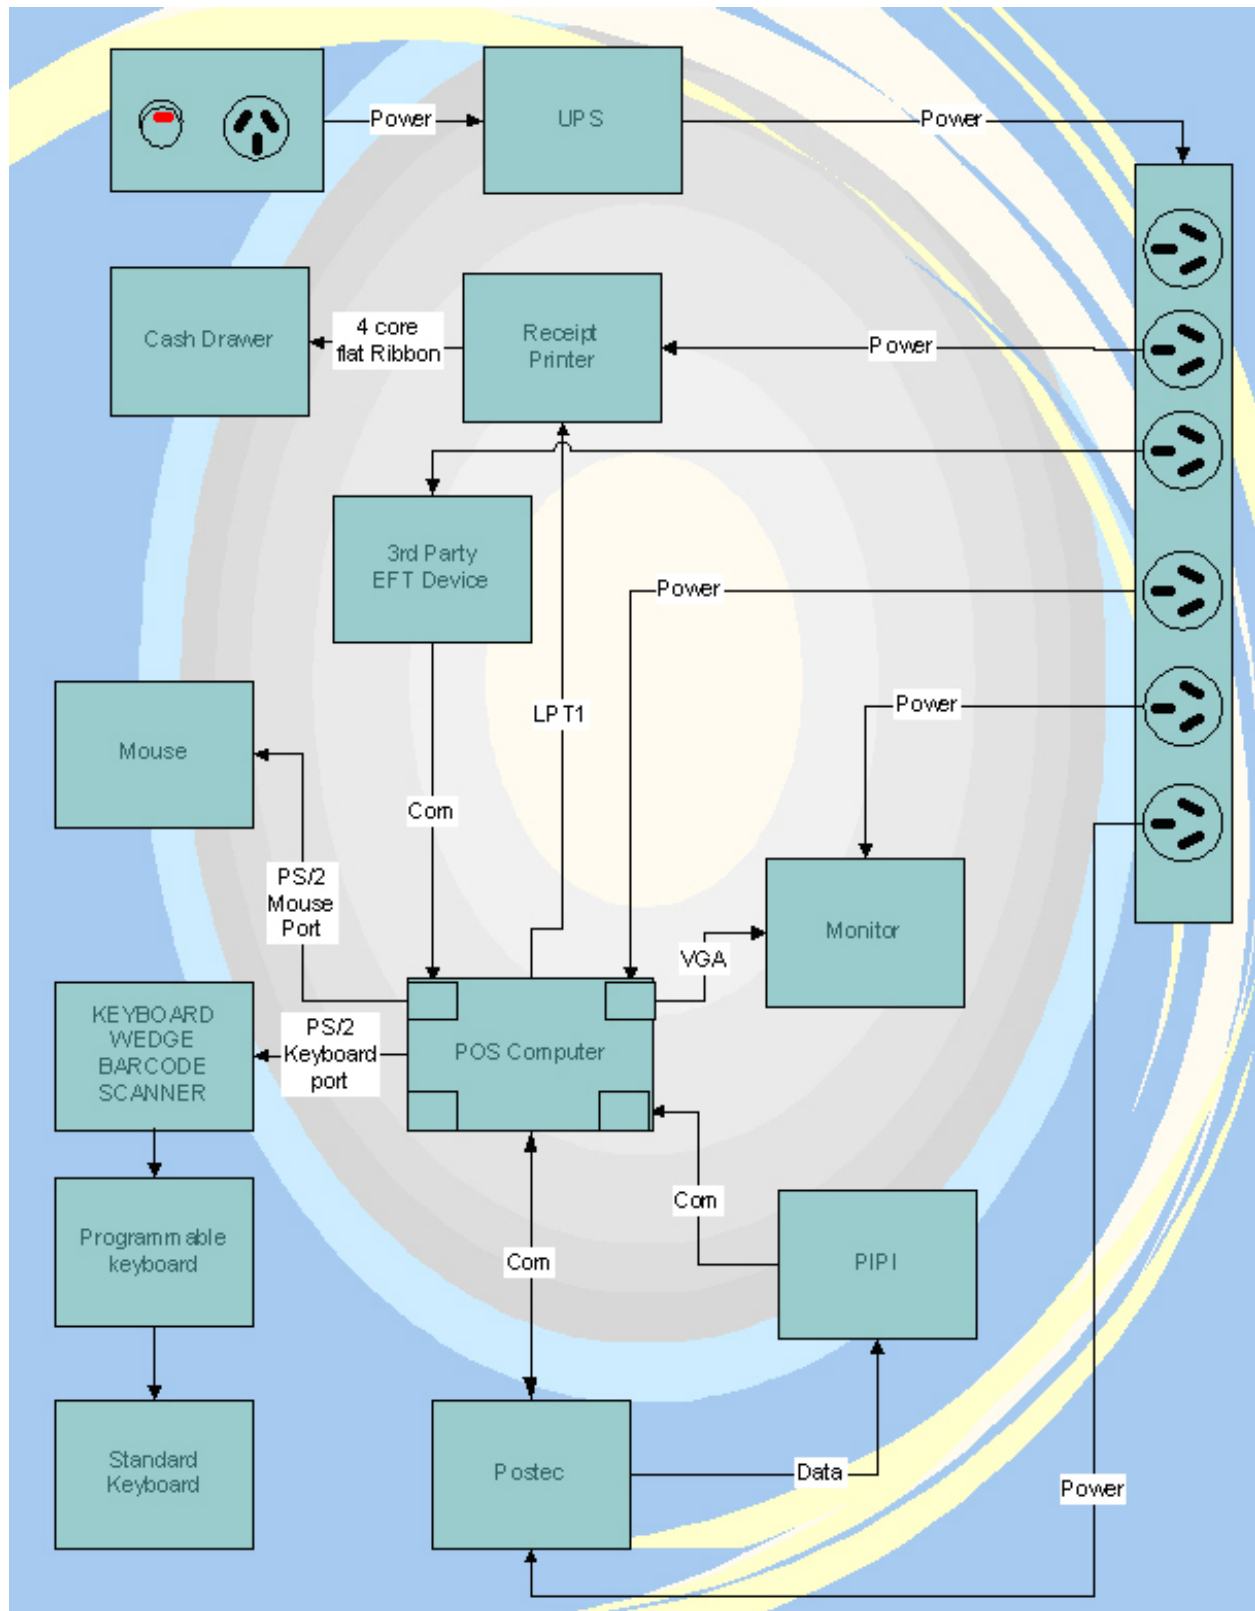 Power
UPS
Power
Cash Drawer
4 core
flat Ribbon
Receipt
Printer
Power
3rd Party
EFT Device
Power
Mouse
LPT1
Power
Com
PS/2
Mouse
Port
Monitor
VGA
KEYBOARD
WEDGE
BARCODE
SCANNER
PS/2
Keyboard
port
POS Computer
Programmable
keyboard
Com
Com
PIPI
Standard
Keyboard
Postec
Data
Power